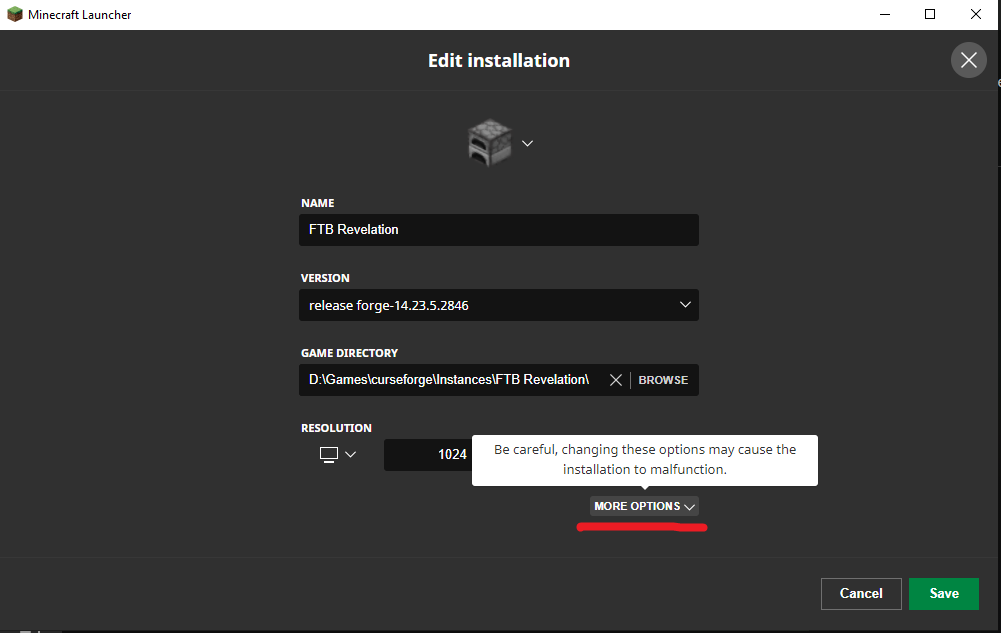 Minecraft Launcher
Edit installation
NAME
FTB Revelation
VERSION
release forge-14.23.5.2846
GAME DIRECTORY
D:\Games\curseforge\Instances\FTB Revelation\
BROWSE
RESOLUTION
1024
Be careful, changing these options may cause the
installation to malfunction.
MORE OPTIONS
Cancel
Save